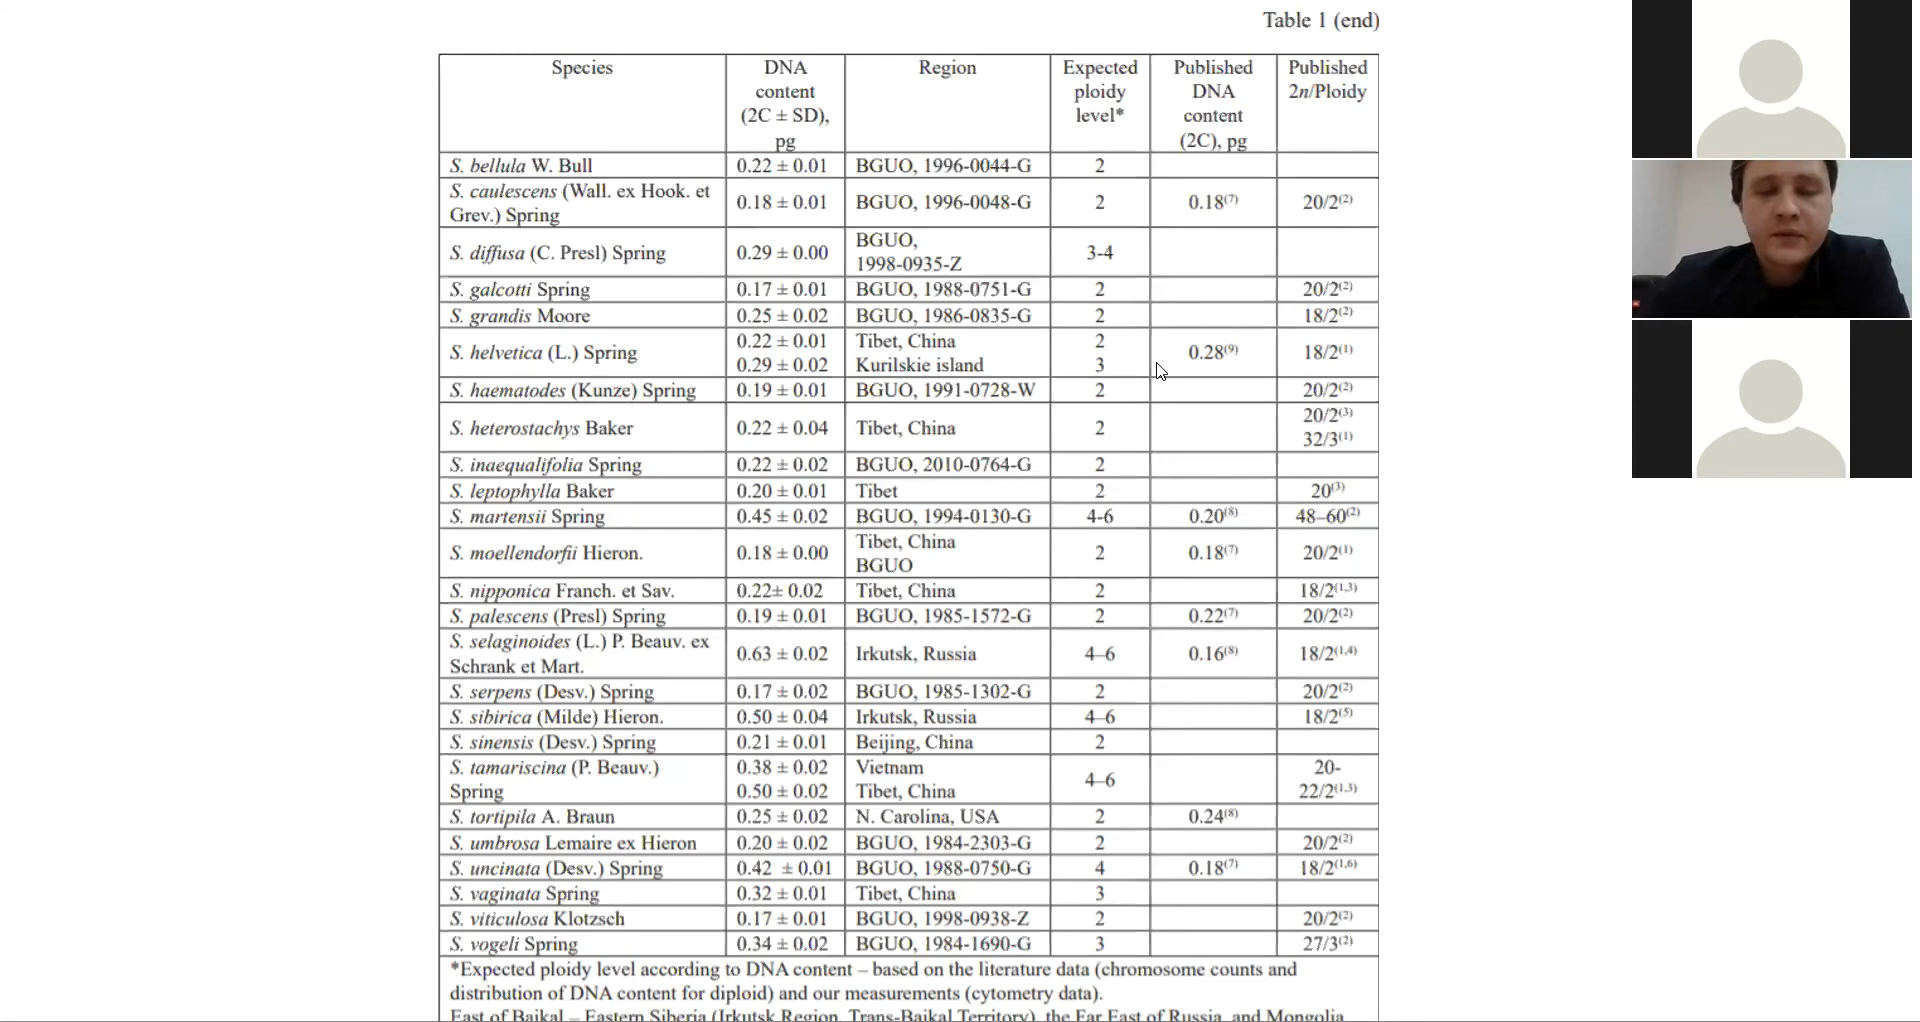 Table 1 (end)
Species
DNA
content
(2C ± SD),
pg
Region
Expected
ploidy
level*
Published
DNA
content
(2C), pg
Published
2n/Ploidy
S. bellula W. Bull 0.22 ± 0.01 BGUO, 1996-0044-G 2
S. caulescens (Wall. ex Hook. et
Grev.) Spring
0.18 ± 0.01 BGUO, 1996-0048-G 2 0.18(7) 20/2(2)
S. diffusa (C. Presl) Spring 0.29 ± 0.00
BGUO,
1998-0935-Z
3-4
S. galcotti Spring 0.17 ± 0.01 BGUO, 1988-0751-G 2 20/2(2)
S. grandis Moore 0.25 ± 0.02 BGUO, 1986-0835-G 2 18/2(2)
S. helvetica (L.) Spring
0.22 ± 0.01 Tibet, China 2
0.29 ± 0.02 Kurilskie island 3
0.28(9) 18/2(1)
S. haematodes (Kunze) Spring 0.19 ± 0.01 BGUO, 1991-0728-W 2 20/2(2)
S. heterostachys Baker 0.22 ± 0.04 Tibet, China 2
20/2(3)
32/3(1)
S. inaequalifolia Spring 0.22 ± 0.02 BGUO, 2010-0764-G 2
S. leptophylla Baker 0.20 ± 0.01 Tibet 2 20(3)
S. martensii Spring 0.45 ± 0.02 BGUO, 1994-0130-G 4-6 0.20(8) 48–60(2)
S. moellendorfii Hieron. 0.18 ± 0.00
Tibet, China
BGUO
2 0.18(7) 20/2(1)
S. nipponica Franch. et Sav. 0.22± 0.02 Tibet, China 2 18/2(1,3)
S. palescens (Presl) Spring 0.19 ± 0.01 BGUO, 1985-1572-G 2 0.22(7) 20/2(2)
S. selaginoides (L.) P. Beauv. ex
Schrank et Mart.
0.63 ± 0.02 Irkutsk, Russia 4–6 0.16(8) 18/2(1,4)
S. serpens (Desv.) Spring 0.17 ± 0.02 BGUO, 1985-1302-G 2 20/2(2)
S. sibirica (Milde) Hieron. 0.50 ± 0.04 Irkutsk, Russia 4–6 18/2(5)
S. sinensis (Desv.) Spring 0.21 ± 0.01 Beijing, China 2
S. tamariscina (P. Beauv.)
Spring
0.38 ± 0.02 Vietnam
0.50 ± 0.02 Tibet, China
4–6
20-
22/2(1,3)
S. tortipila A. Braun 0.25 ± 0.02 N. Carolina, USA 2 0.24(8)
S. umbrosa Lemaire ex Hieron 0.20 ± 0.02 BGUO, 1984-2303-G 2 20/2(2)
S. uncinata (Desv.) Spring 0.42 ± 0.01 BGUO, 1988-0750-G 4 0.18(7) 18/2(1,6)
S. vaginata Spring 0.32 ± 0.01 Tibet, China 3
S. viticulosa Klotzsch 0.17 ± 0.01 BGUO, 1998-0938-Z 2 20/2(2)
S. vogeli Spring 0.34 ± 0.02 BGUO, 1984-1690-G 3 27/3(2)
*Expected ploidy level according to DNA content – based on the literature data (chromosome counts and
distribution of DNA content for diploid) and our measurements (cytometry data).
East of Baikal – Eastern Siberia (Irkutsk Region, Trans-Baikal Territory), the Far East of Russia, and Mongolia.